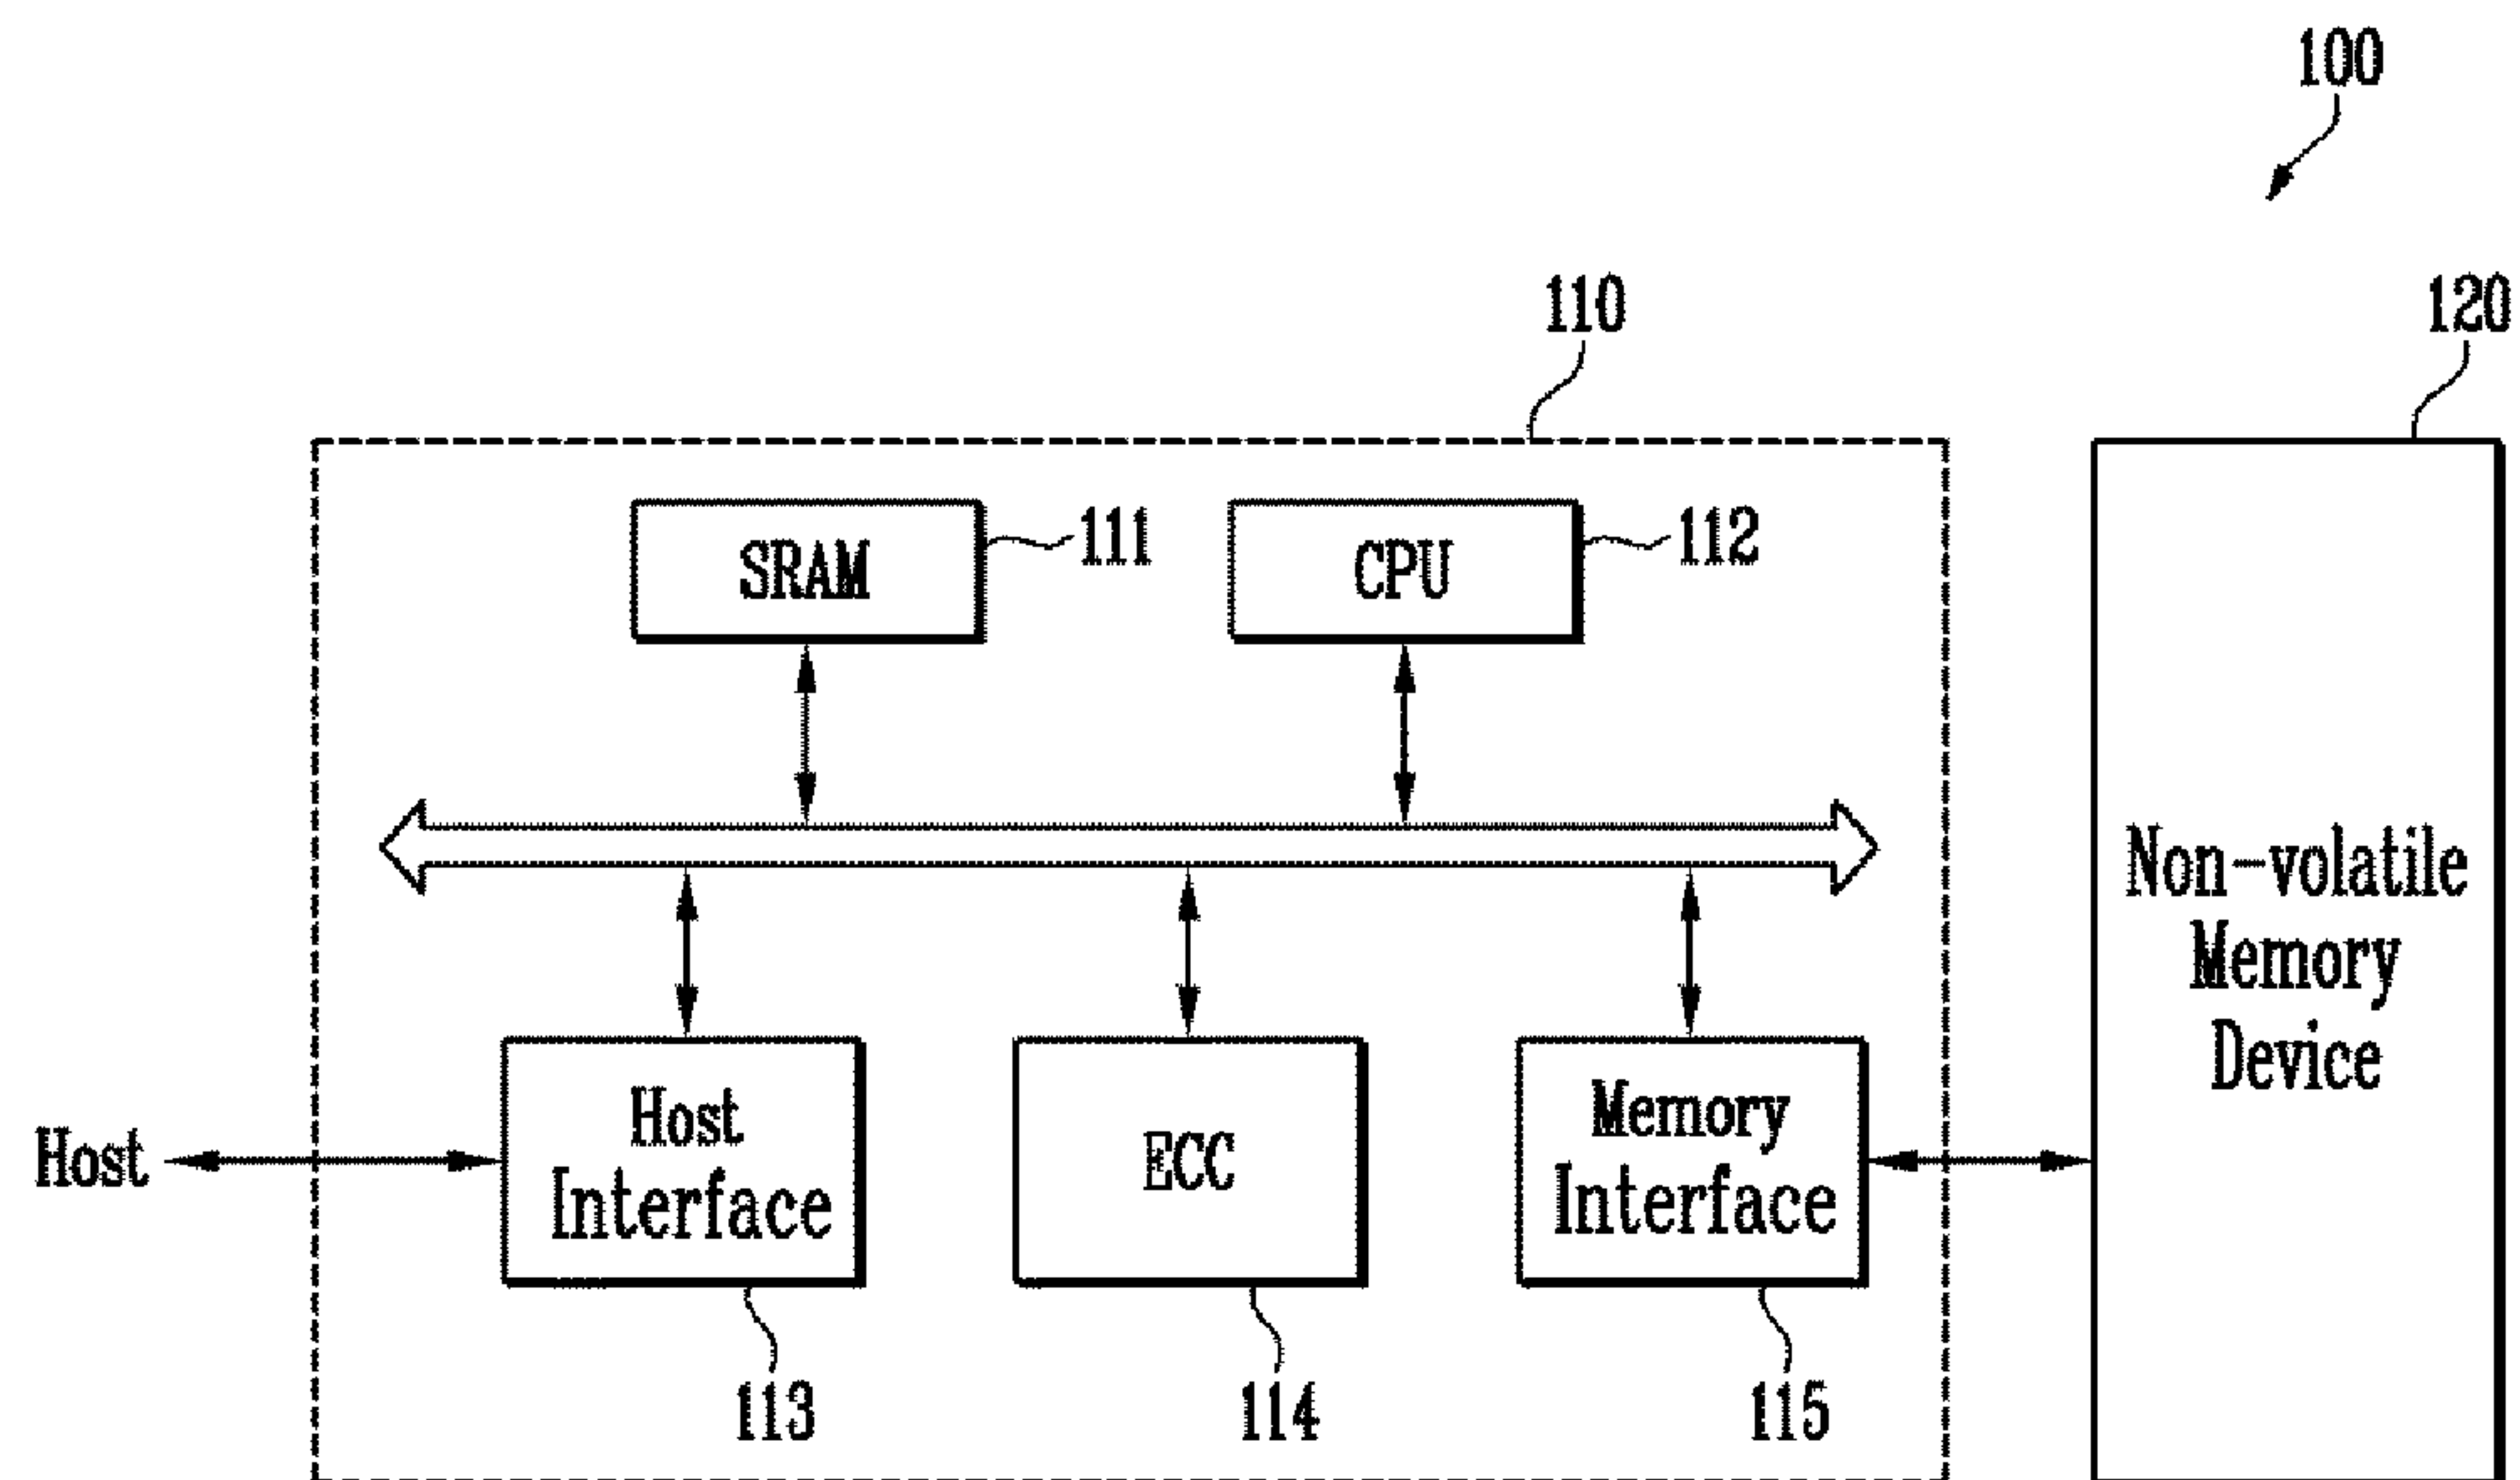 100
110
120
SRAM
111
CPU
112
Non-volatile
Memory
Device
Host
Host
Interface
ECC
Memory
Interface
113
114
115